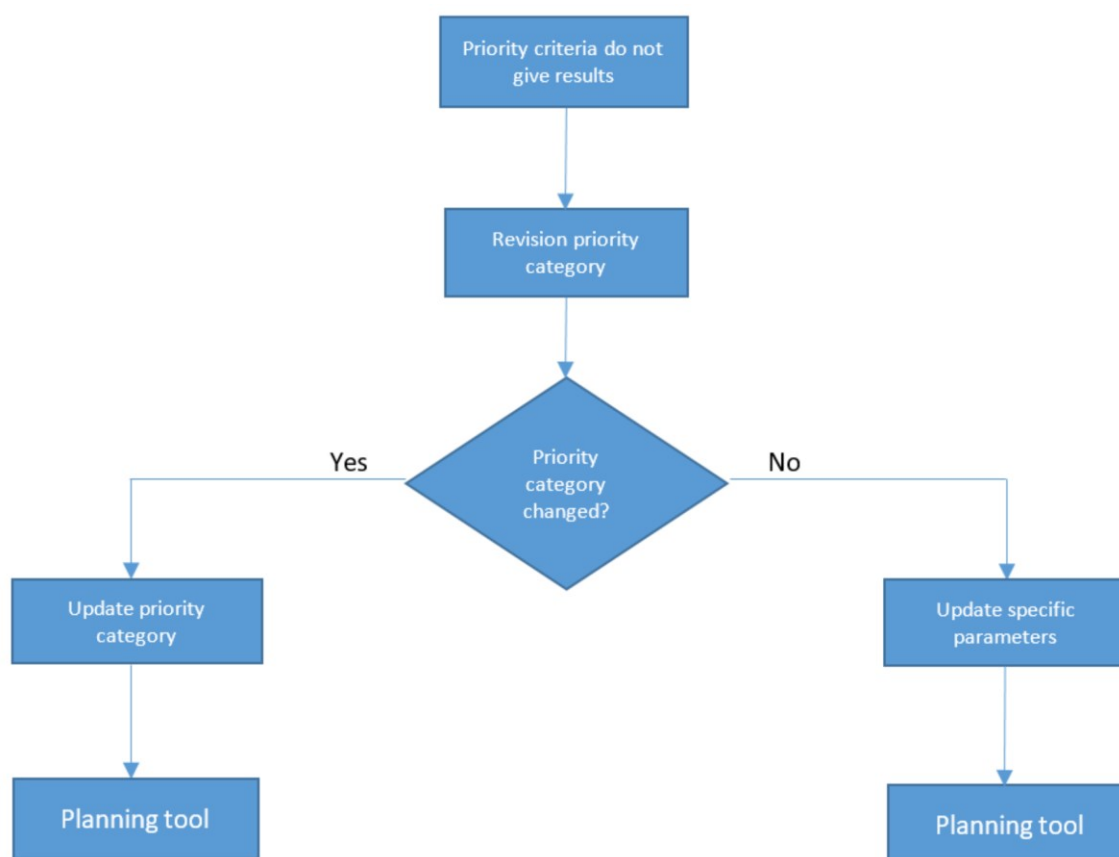 Priority criteria do not
give results
Revision priority
category
Priority
category
changed?
Yes
No
Update priority
category
Update specific
parameters
Planning tool
Planning tool